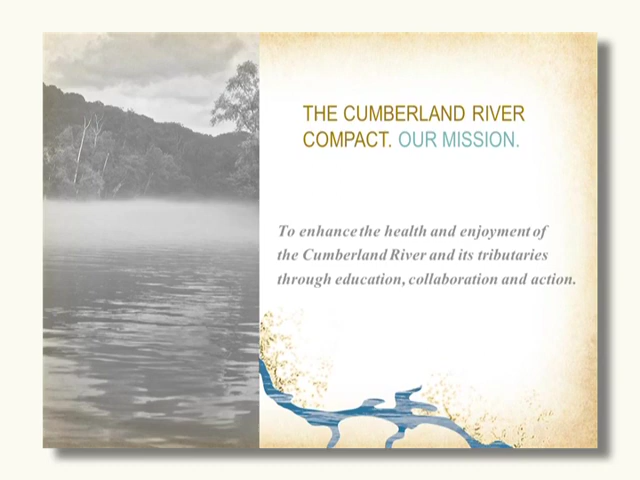 THE CUMBERLAND RIVER
COMPACT. OUR MISSION.
To enhance the health and enjoyment of
the Cumberland River and its tributaries
through education, collaboration and action.